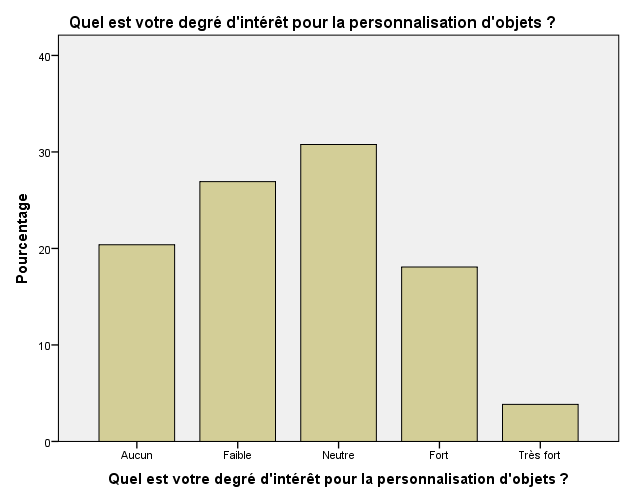 Quel est votre degré d'intérêt pour la personnalisation d'objets ?
40
30
20
10
0
Pourcentage
Aucun Faible Neutre Fort Très fort
Quel est votre degré d'intérêt pour la personnalisation d'objets ?